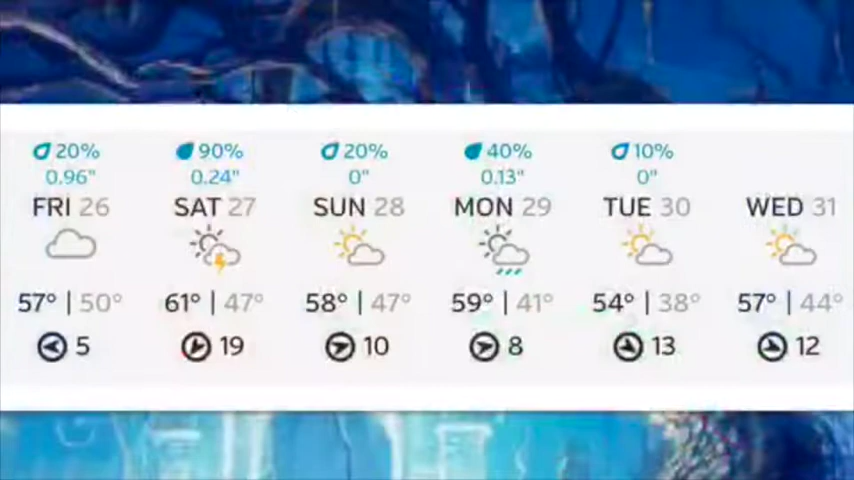 20% 90% 20% 40% 10%
0.96" 0.24" 0" 0.13" 0"
FRI 26 SAT 27 SUN 28 MON 29 TUE 30 WED 31
57° | 50° 61° | 47° 58° | 47° 59° | 41° 54° | 38° 57° | 44°
5 19 10 8 13 12